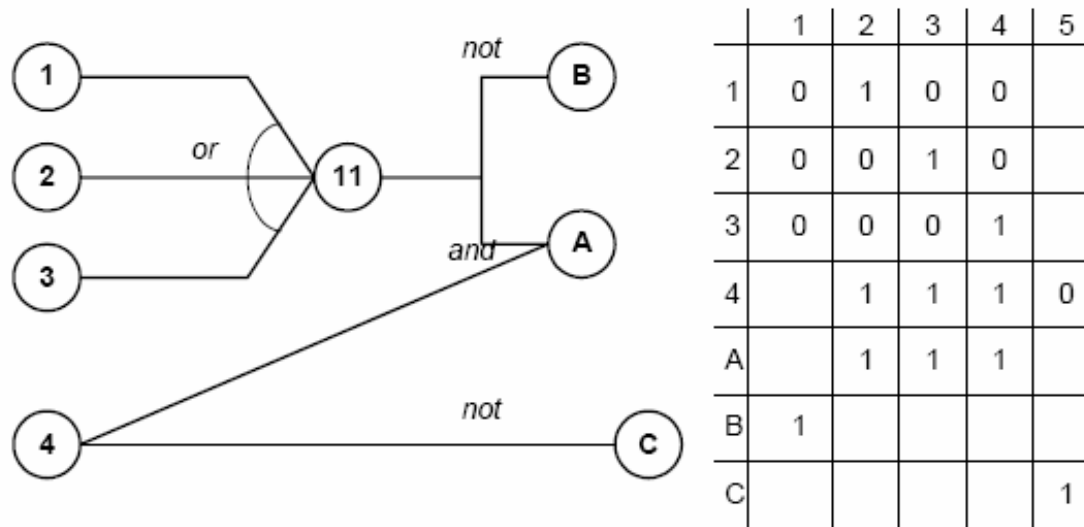 1
2
3
or
11
not
B
and
A
4
not
C
1 2 3 4 5
1 0 1 0 0
2 0 0 1 0
3 0 0 0 1
4 1 1 1 0
A 1 1 1
B 1
C 1